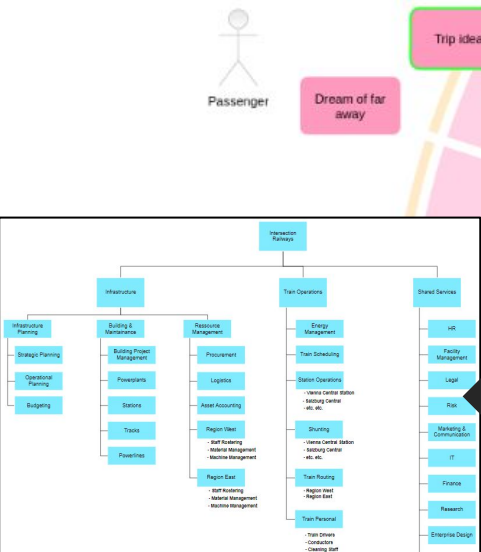 Trip idea
Passenger
Dream of far
away
Intersection
Railways
Infrastructure
Train Operations
Shared Services
Infrastructure
Planning
Strategic Planning
Operational
Planning
Budgeting
Building &
Maintainance
Building Project
Management
Powerplants
Stations
Tracks
Powerlines
Ressource
Management
Procurement
Logistics
Asset Accounting
Region West
- Staff Rostering
- Material Management
- Machine Management
Region East
- Staff Rostering
- Material Management
- Machine Management
Energy
Management
Train Scheduling
Station Operations
- Vienna Central Station
- Salzburg Central
- etc. etc.
Shunting
- Vienna Central Station
- Salzburg Central
- etc. etc.
Train Routing
- Region West
- Region East
Train Personal
- Train Drivers
- Conductors
- Cleaning Staff
HR
Facility
Management
Legal
Risk
Marketing &
Communication
IT
Finance
Research
Enterprise Design